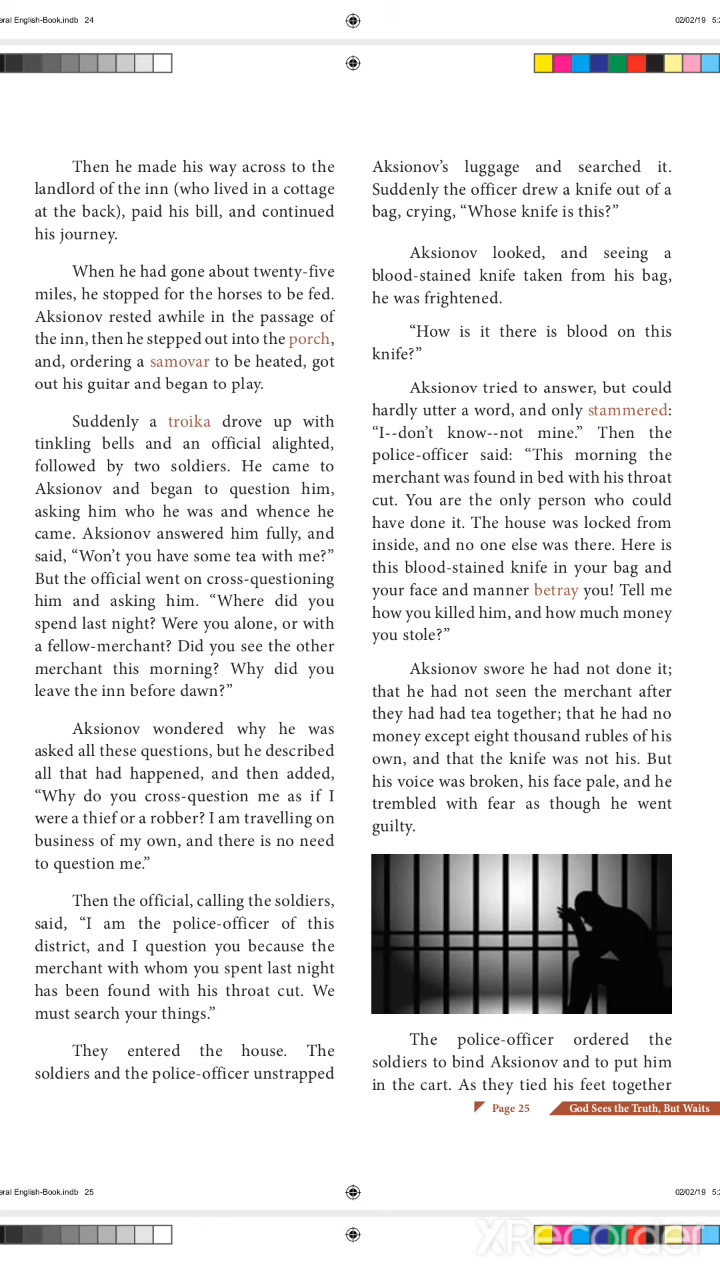 eral English-Book.indb 24
02/02/19 5:2
Then he made his way across to the
landlord of the inn (who lived in a cottage
at the back), paid his bill, and continued
his journey.
When he had gone about twenty-five
miles, he stopped for the horses to be fed.
Aksionov rested awhile in the passage of
the inn, then he stepped out into the porch,
and, ordering a samovar to be heated, got
out his guitar and began to play.
Suddenly a troika drove up with
tinkling bells and an official alighted,
followed by two soldiers. He came to
Aksionov and began to question him,
asking him who he was and whence he
came. Aksionov answered him fully, and
said, “Won’t you have some tea with me?”
But the official went on cross-questioning
him and asking him. “Where did you
spend last night? Were you alone, or with
a fellow-merchant? Did you see the other
merchant this morning? Why did you
leave the inn before dawn?”
Aksionov wondered why he was
asked all these questions, but he described
all that had happened, and then added,
“Why do you cross-question me as if I
were a thief or a robber? I am travelling on
business of my own, and there is no need
to question me.”
Then the official, calling the soldiers,
said, “I am the police-officer of this
district, and I question you because the
merchant with whom you spent last night
has been found with his throat cut. We
must search your things.”
They entered the house. The
soldiers and the police-officer unstrapped
Aksionov’s luggage and searched it.
Suddenly the officer drew a knife out of a
bag, crying, “Whose knife is this?”
Aksionov looked, and seeing a
blood-stained knife taken from his bag,
he was frightened.
“How is it there is blood on this
knife?”
Aksionov tried to answer, but could
hardly utter a word, and only stammered:
“I--don’t know--not mine.” Then the
police-officer said: “This morning the
merchant was found in bed with his throat
cut. You are the only person who could
have done it. The house was locked from
inside, and no one else was there. Here is
this blood-stained knife in your bag and
your face and manner betray you! Tell me
how you killed him, and how much money
you stole?”
Aksionov swore he had not done it;
that he had not seen the merchant after
they had had tea together; that he had no
money except eight thousand rubles of his
own, and that the knife was not his. But
his voice was broken, his face pale, and he
trembled with fear as though he went
guilty.
The police-officer ordered the
soldiers to bind Aksionov and to put him
in the cart. As they tied his feet together
Page 25
God Sees the Truth, But Waits
eral English-Book.indb 25
02/02/19 5:2
XRecorder